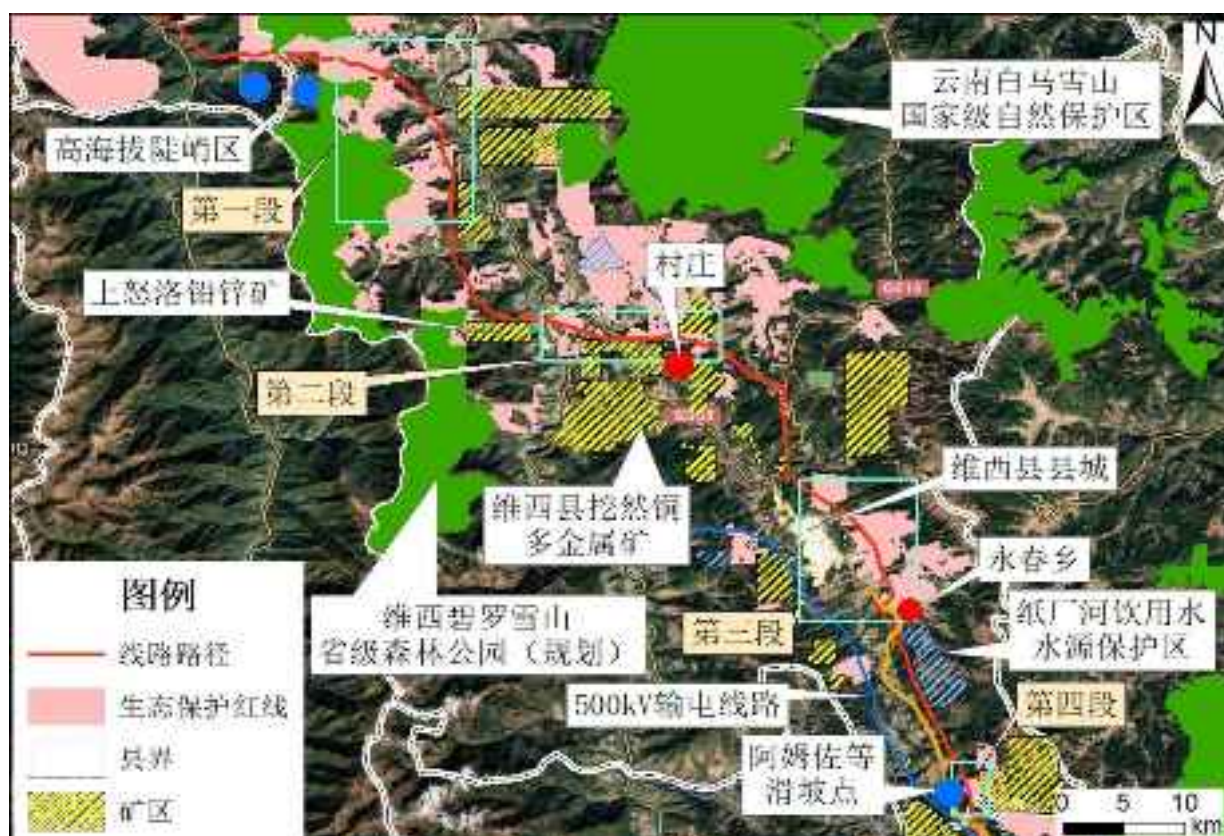 N
云南白马雪山
国家级自然保护区
高海拔陡峭区
第一段
村庄
上怒洛铅锌矿
第二段
维西县县城
维西县挖然铜
多金属矿
永春乡
图例
维西碧罗雪山
省级森林公园（规划）
纸厂河饮用水
水源保护区
第三段
线路路径
生态保护红线
500kV输电线路
第四段
县界
阿姆佐等
滑坡点
矿区
0 5 10
km